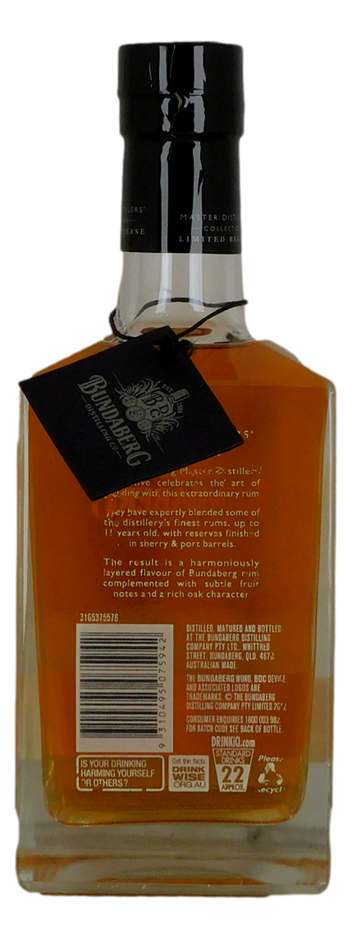 MASTER DISTI
COLLECT
LIMITED RE
BDC
BUNDABERG
DISTILLING CO
Master Distillers'
celebrates the art of
with this extraordinary rum
They have expertly blended some of
the distillery's finest rums, up to
11 years old, with reserves finished
in sherry & port barrels.
The result is a harmoniously
layered flavour of Bundaberg rum
complemented with subtle fruit
notes and a rich oak character
31G5375578
9 310495 075942
DISTILLED, MATURED AND BOTTLED
AT THE BUNDABERG DISTILLING
COMPANY PTY LTD., WHITTRED
STREET, BUNDABERG, QLD. 4670.
AUSTRALIAN MADE.
THE BUNDABERG WORD, BDC DEVICE
AND ASSOCIATED LOGOS ARE
TRADEMARKS. © THE BUNDABERG
DISTILLING COMPANY PTY LIMITED
CONSUMER ENQUIRIES 1800 003 982
FOR BATCH CODE SEE BACK OF BOTTLE.
DRINKiQ.com
IS YOUR DRINKING
HARMING YOURSELF
OR OTHERS?
Get the facts
DRINK
WISE
ORG.AU
STANDARD
DRINKS
22
APPROX.
Please
Recycle